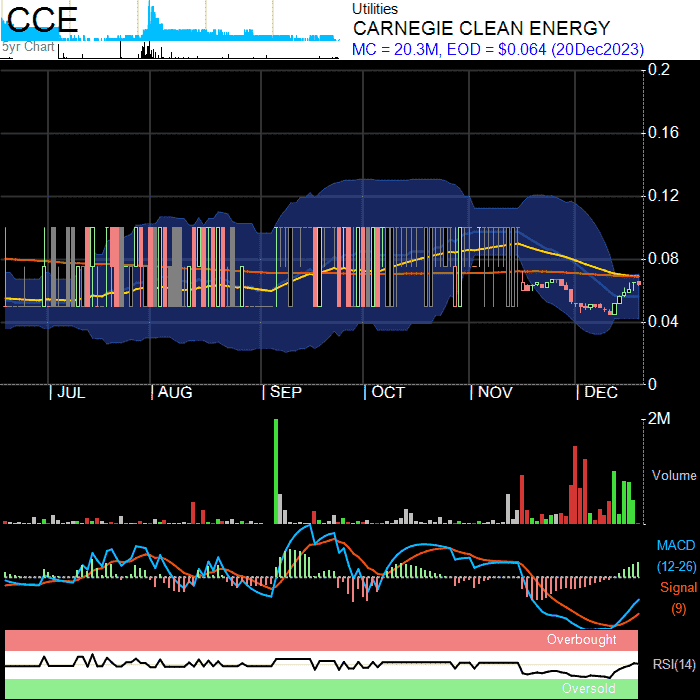 CCE
5yr Chart
Utilities
CARNEGIE CLEAN ENERGY
MC = 20.3M, EOD = $0.064 (20Dec2023)
0.2
0.16
0.12
0.08
0.04
0
JUL AUG SEP OCT NOV DEC
2M
Volume
MACD
(12-26)
Signal
(9)
Overbought
RSI(14)
Oversold